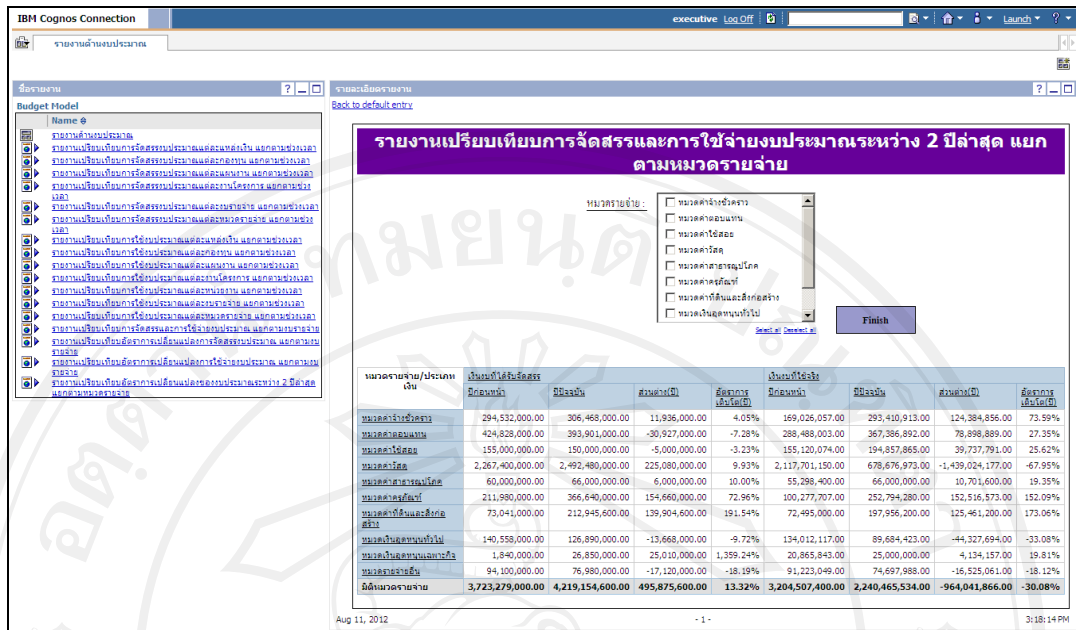 IBM Cognos Connection
executive Log Off
Launch
?
รายงานด้านงบประมาณ
ชื่อรายงาน
Budget Model
Name
รายงานด้านงบประมาณ
รายงานเปรียบเทียบการจัดสรรงบประมาณแต่ละแหล่งเงิน แยกตามช่วงเวลา
รายงานเปรียบเทียบการจัดสรรงบประมาณแต่ละกองทุน แยกตามช่วงเวลา
รายงานเปรียบเทียบการจัดสรรงบประมาณแต่ละแผนงาน แยกตามช่วงเวลา
รายงานเปรียบเทียบการจัดสรรงบประมาณแต่ละงานโครงการ แยกตามช่วง
เวลา
รายงานเปรียบเทียบการจัดสรรงบประมาณแต่ละงบรายจ่าย แยกตามช่วงเวลา
รายงานเปรียบเทียบการจัดสรรงบประมาณแต่ละหมวดรายจ่าย แยกตามช่วง
เวลา
รายงานเปรียบเทียบการใช้งบประมาณแต่ละแหล่งเงิน แยกตามช่วงเวลา
รายงานเปรียบเทียบการใช้งบประมาณแต่ละกองทุน แยกตามช่วงเวลา
รายงานเปรียบเทียบการใช้งบประมาณแต่ละแผนงาน แยกตามช่วงเวลา
รายงานเปรียบเทียบการใช้งบประมาณแต่ละงานโครงการ แยกตามช่วงเวลา
รายงานเปรียบเทียบการใช้งบประมาณแต่ละหน่วยงาน แยกตามช่วงเวลา
รายงานเปรียบเทียบการใช้งบประมาณแต่ละงบรายจ่าย แยกตามช่วงเวลา
รายงานเปรียบเทียบการใช้งบประมาณแต่ละหมวดรายจ่าย แยกตามช่วงเวลา
รายงานเปรียบเทียบการจัดสรรและการใช้จ่ายงบประมาณ แยกตามงบรายจ่าย
รายงานเปรียบเทียบอัตราการเปลี่ยนแปลงการจัดสรรงบประมาณ แยกตามงบ
รายจ่าย
รายงานเปรียบเทียบอัตราการเปลี่ยนแปลงการใช้จ่ายงบประมาณ แยกตามงบ
รายจ่าย
รายงานเปรียบเทียบอัตราการเปลี่ยนแปลงของงบประมาณระหว่าง 2 ปีล่าสุด
แยกตามหมวดรายจ่าย
รายละเอียดรายงาน
Back to default entry
รายงานเปรียบเทียบการจัดสรรและการใช้จ่ายงบประมาณระหว่าง 2 ปีล่าสุด แยก
ตามหมวดรายจ่าย
หมวดรายจ่าย :
หมวดค่าจ้างชั่วคราว
หมวดค่าตอบแทน
หมวดค่าใช้สอย
หมวดค่าวัสดุ
หมวดค่าสาธารณูปโภค
หมวดค่าครุภัณฑ์
หมวดค่าที่ดินและสิ่งก่อสร้าง
หมวดเงินอุดหนุนทั่วไป
Select all Deselect all
Finish
หมวดรายจ่าย/ประเภทเงิน เงินงบที่ได้รับจัดสรร เงินงบที่ใช้จริง
ปีก่อนหน้า ปีปัจจุบัน ส่วนต่าง(ปี) อัตราการเติบโต(ปี) ปีก่อนหน้า ปีปัจจุบัน ส่วนต่าง(ปี) อัตราการเติบโต(ปี)
หมวดค่าจ้างชั่วคราว 294,532,000.00 306,468,000.00 11,936,000.00 4.05% 169,026,057.00 293,410,913.00 124,384,856.00 73.59%
หมวดค่าตอบแทน 424,828,000.00 393,901,000.00 -30,927,000.00 -7.28% 288,488,003.00 367,386,892.00 78,898,889.00 27.35%
หมวดค่าใช้สอย 155,000,000.00 150,000,000.00 -5,000,000.00 -3.23% 155,120,074.00 194,857,865.00 39,737,791.00 25.62%
หมวดค่าวัสดุ 2,267,400,000.00 2,492,480,000.00 225,080,000.00 9.93% 2,117,701,150.00 678,676,973.00 -1,439,024,177.00 -67.95%
หมวดค่าสาธารณูปโภค 60,000,000.00 66,000,000.00 6,000,000.00 10.00% 55,298,400.00 66,000,000.00 10,701,600.00 19.35%
หมวดค่าครุภัณฑ์ 211,980,000.00 366,640,000.00 154,660,000.00 72.96% 100,277,707.00 252,794,280.00 152,516,573.00 152.09%
หมวดค่าที่ดินและสิ่งก่อสร้าง 73,041,000.00 212,945,600.00 139,904,600.00 191.54% 72,495,000.00 197,956,200.00 125,461,200.00 173.06%
หมวดเงินอุดหนุนทั่วไป 140,558,000.00 126,890,000.00 -13,668,000.00 -9.72% 134,012,117.00 89,684,423.00 -44,327,694.00 -33.08%
หมวดเงินอุดหนุนเฉพาะกิจ 1,840,000.00 26,850,000.00 25,010,000.00 1,359.24% 20,865,843.00 25,000,000.00 4,134,157.00 19.81%
หมวดรายจ่ายอื่น 94,100,000.00 76,980,000.00 -17,120,000.00 -18.19% 91,223,049.00 74,697,988.00 -16,525,061.00 -18.12%
มิติหมวดรายจ่าย 3,723,279,000.00 4,219,154,600.00 495,875,600.00 13.32% 3,204,507,400.00 2,240,465,534.00 -964,041,866.00 -30.08%
Aug 11, 2012
- 1 -
3:18:14 PM